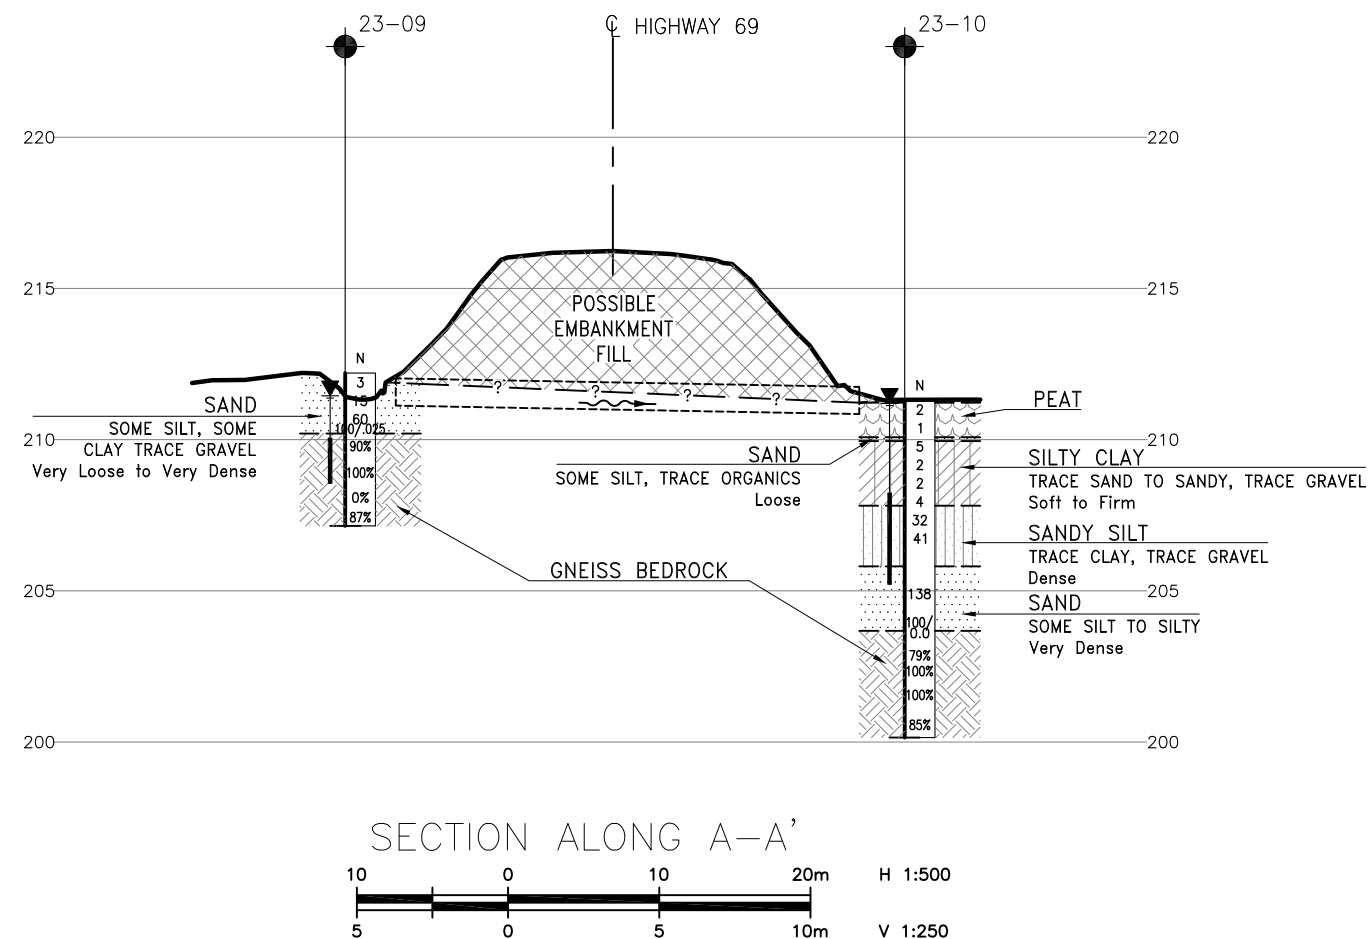 23-09
℄ HIGHWAY 69
23-10
220
220
215
215
POSSIBLE
EMBANKMENT
FILL
N
3
15
60
100/.025
90%
100%
0%
87%
SAND
SOME SILT, SOME
CLAY TRACE GRAVEL
Very Loose to Very Dense
? ? ? ?
N
2
1
5
2
2
4
32
41
138
100/
0.0
79%
100%
100%
85%
PEAT
210
210
SAND
SOME SILT, TRACE ORGANICS
Loose
SILTY CLAY
TRACE SAND TO SANDY, TRACE GRAVEL
Soft to Firm
SANDY SILT
TRACE CLAY, TRACE GRAVEL
Dense
GNEISS BEDROCK
205
205
SAND
SOME SILT TO SILTY
Very Dense
200
200
SECTION ALONG A-A'
10 0 10 20m H 1:500
5 0 5 10m V 1:250